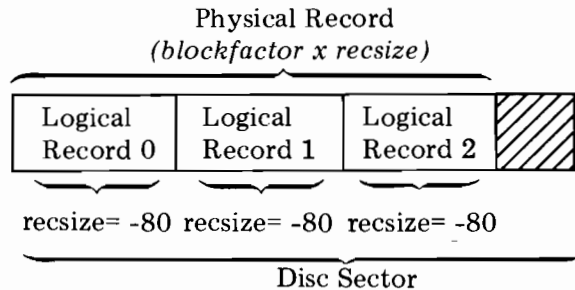 Physical Record
(blockfactor x recsize)
Logical Record 0
Logical Record 1
Logical Record 2
recsize= -80 recsize= -80 recsize= -80
Disc Sector